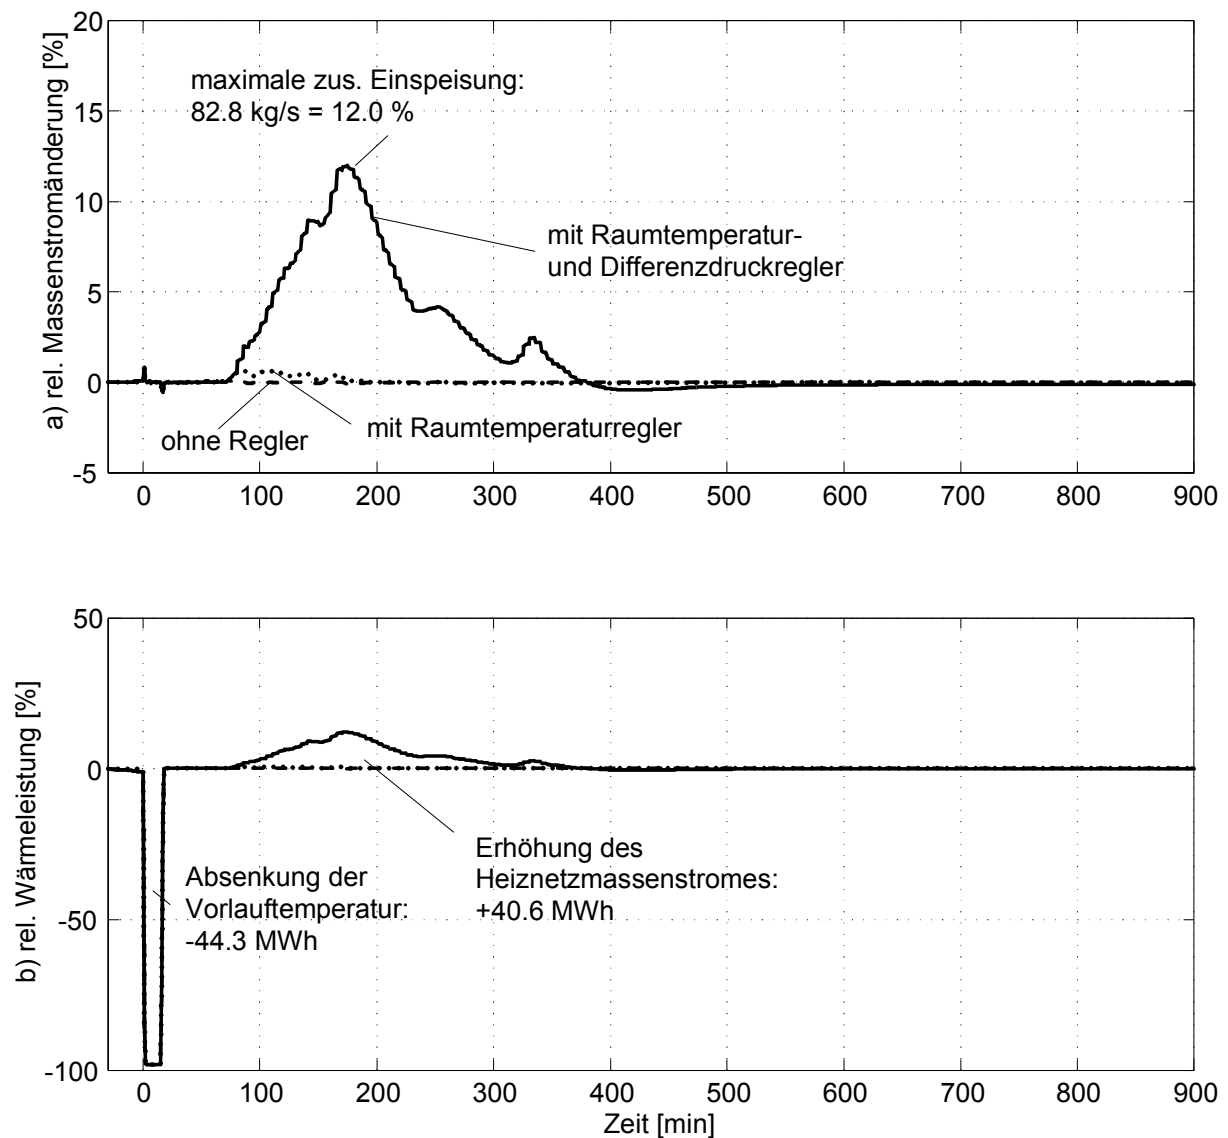 a) rel. Massenstromänderung [%]
20
15
10
5
0
-5
maximale zus. Einspeisung:
82.8 kg/s = 12.0 %
mit Raumtemperatur-
und Differenzdruckregler
ohne Regler
mit Raumtemperaturregler
0 100 200 300 400 500 600 700 800 900
b) rel. Wärmeleistung [%]
50
0
-50
-100
Absenkung der
Vorlauftemperatur:
-44.3 MWh
Erhöhung des
Heiznetzmassenstromes:
+40.6 MWh
0 100 200 300 400 500 600 700 800 900
Zeit [min]